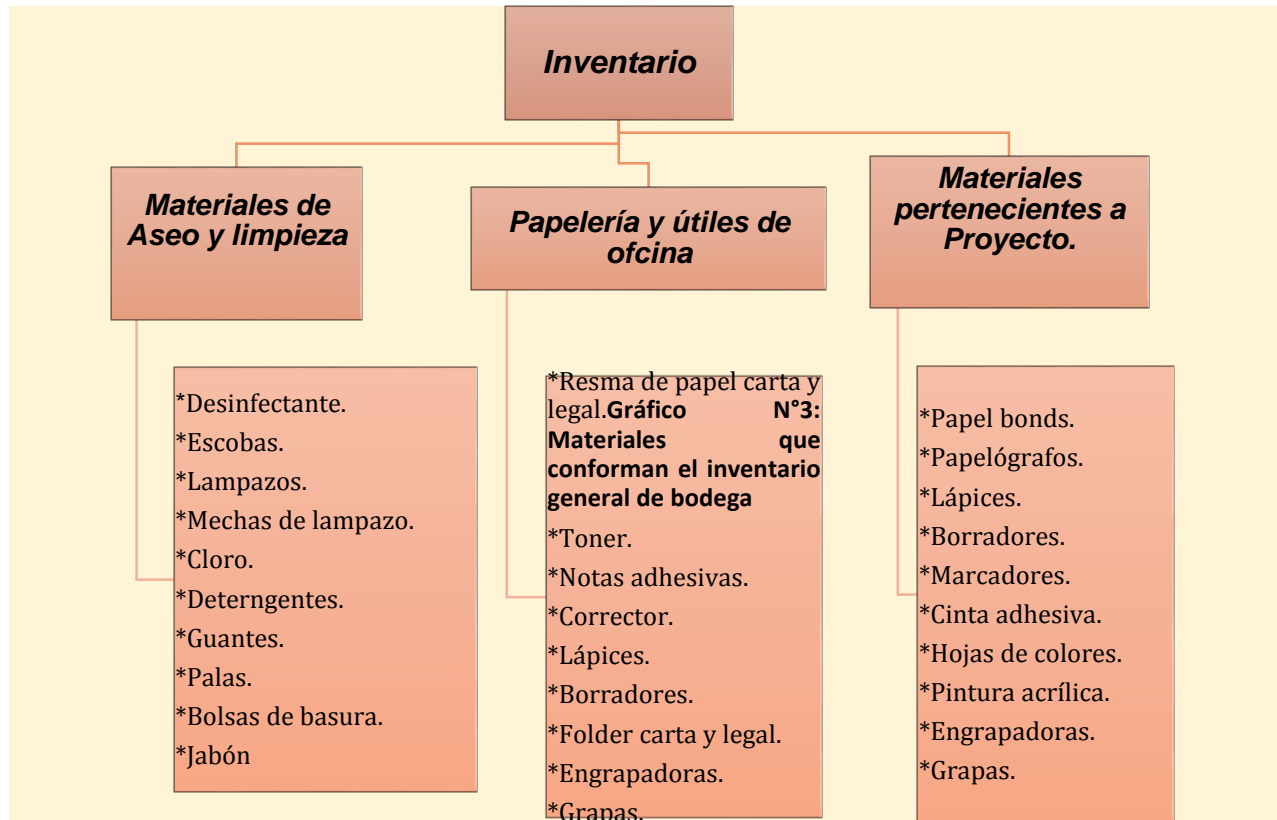 Inventario
Materiales de
Aseo y limpieza
*Desinfectante.
*Escobas.
*Lampazos.
*Mechas de lampazo.
*Cloro.
*Deterngentes.
*Guantes.
*Palas.
*Bolsas de basura.
*Jabón
Papelería y útiles de
ofcina
*Resma de papel carta y
legal.Gráfico N°3:
Materiales que
conforman el inventario
general de bodega
*Toner.
*Notas adhesivas.
*Corrector.
*Lápices.
*Borradores.
*Folder carta y legal.
*Engrapadoras.
*Grapas.
Materiales
pertenecientes a
Proyecto.
*Papel bonds.
*Papelógrafos.
*Lápices.
*Borradores.
*Marcadores.
*Cinta adhesiva.
*Hojas de colores.
*Pintura acrílica.
*Engrapadoras.
*Grapas.